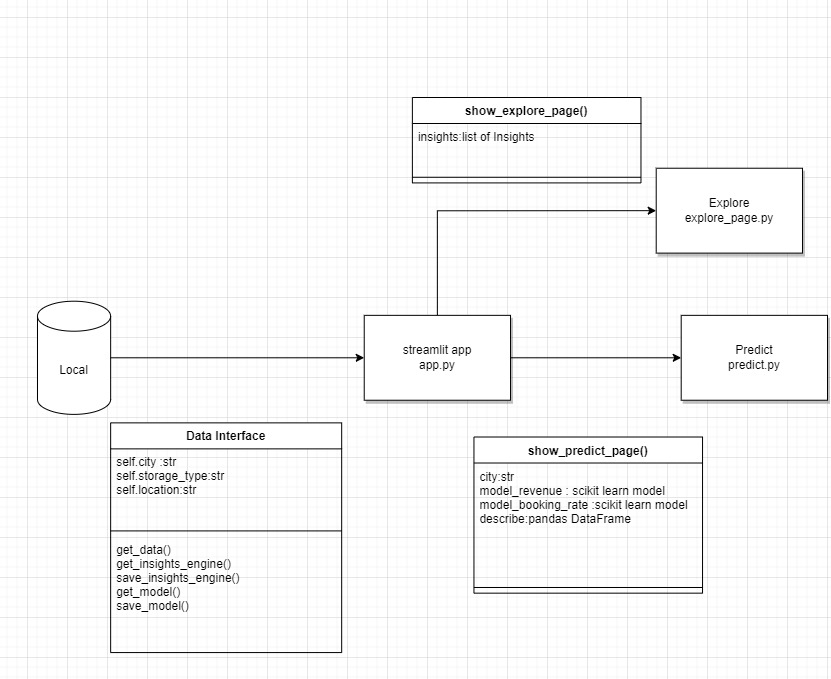 show_explore_page()
insights:list of Insights
Explore
explore_page.py
Local
streamlit app
app.py
Predict
predict.py
Data Interface
self.city :str
self.storage_type:str
self.location:str
get_data()
get_insights_engine()
save_insights_engine()
get_model()
save_model()
show_predict_page()
city:str
model_revenue : scikit learn model
model_booking_rate :scikit learn model
describe:pandas DataFrame